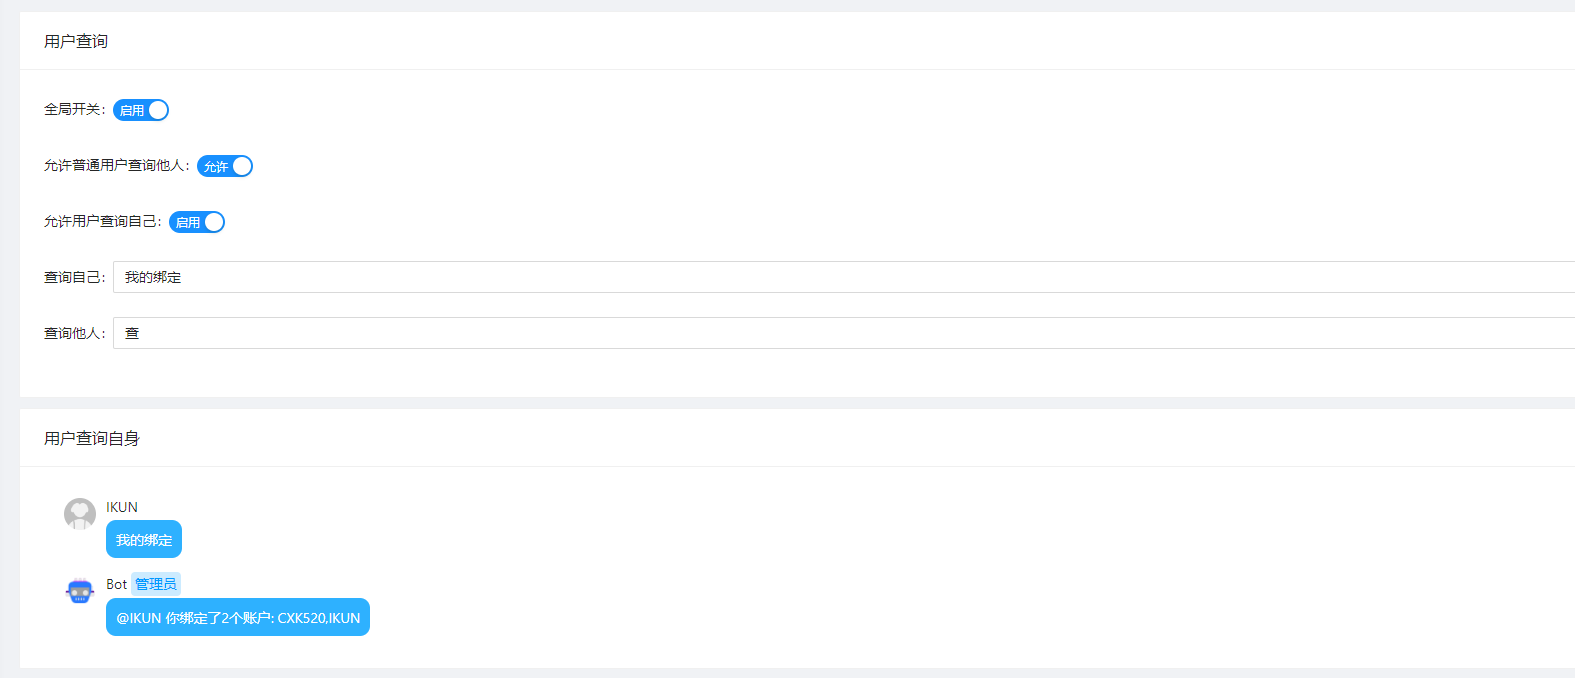 用户查询
全局开关： 启用
允许普通用户查询他人： 允许
允许用户查询自己： 启用
查询自己： 我的绑定
查询他人： 查
用户查询自身
IKUN
我的绑定
Bot 管理员
@IKUN 你绑定了2个账户: CXK520,IKUN